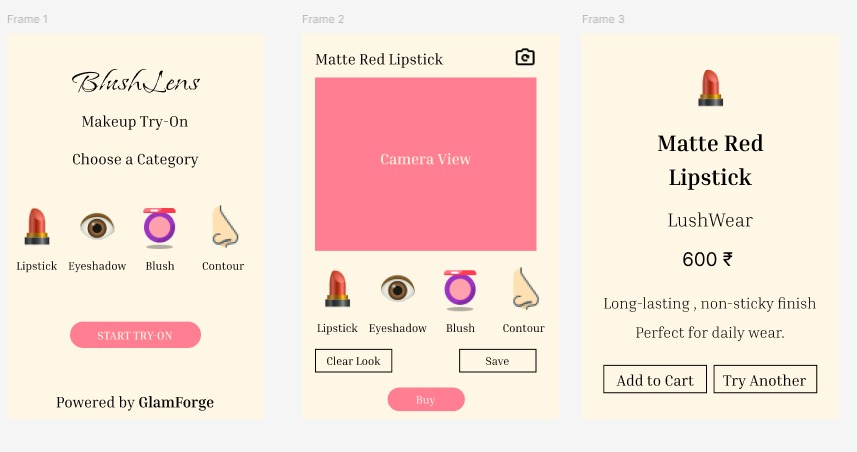 Frame 1
BlushLens
Makeup Try-On
Choose a Category
Lipstick Eyeshadow Blush Contour
START TRY-ON
Powered by GlamForge
Frame 2
Matte Red Lipstick
Camera View
Lipstick Eyeshadow Blush Contour
Clear Look Save
Buy
Frame 3
Matte Red
Lipstick
LushWear
600 ₹
Long-lasting , non-sticky finish
Perfect for daily wear.
Add to Cart Try Another